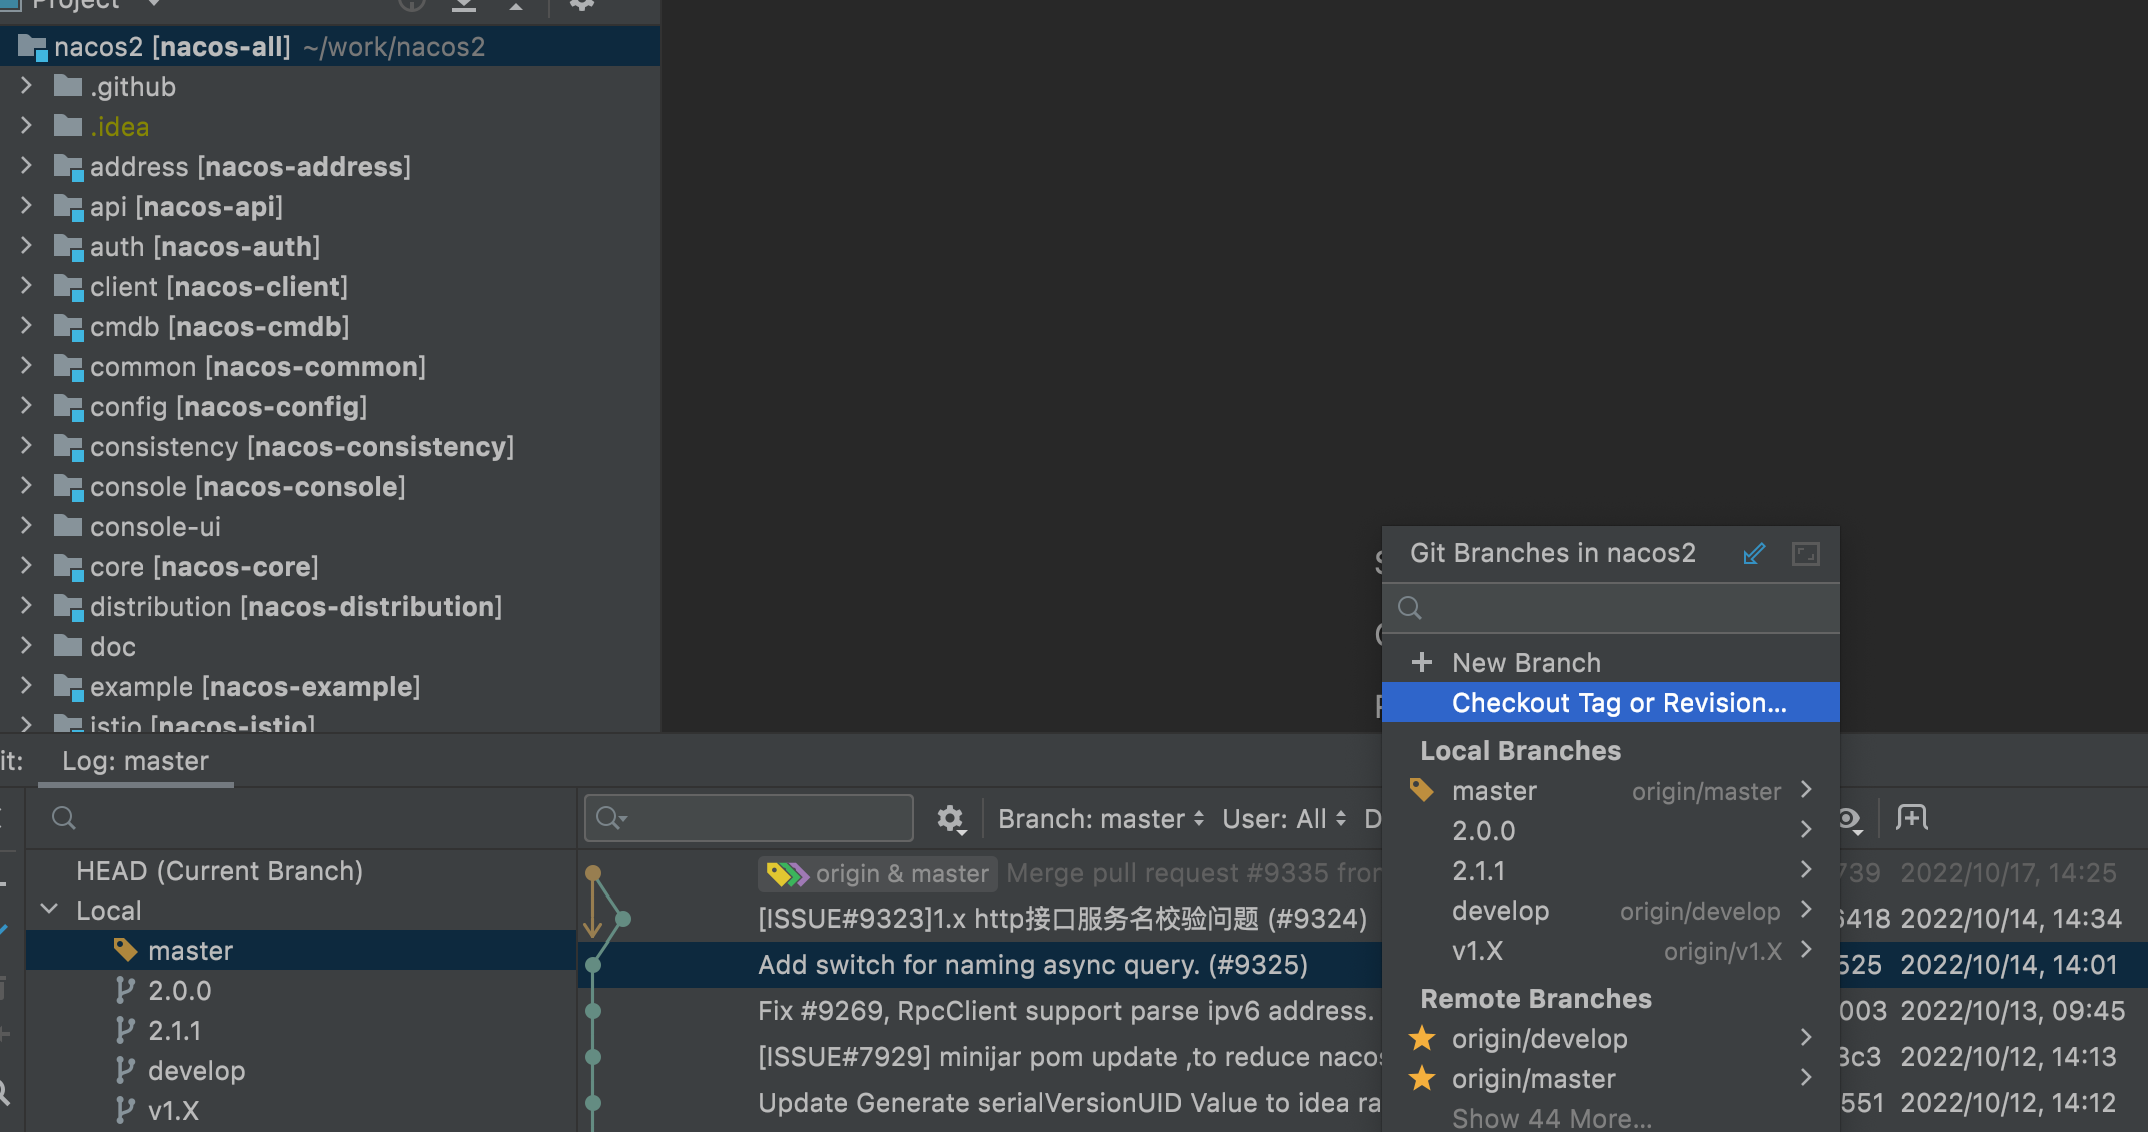 Project
nacos2 [nacos-all] ~/work/nacos2
.github
.idea
address [nacos-address]
api [nacos-api]
auth [nacos-auth]
client [nacos-client]
cmdb [nacos-cmdb]
common [nacos-common]
config [nacos-config]
consistency [nacos-consistency]
console [nacos-console]
console-ui
core [nacos-core]
distribution [nacos-distribution]
doc
example [nacos-example]
istio [nacos-istio]
it:
Log: master
HEAD (Current Branch)
Local
master
2.0.0
2.1.1
develop
v1.X
Branch: master User: All D
origin & master Merge pull request #9335 fror
739 2022/10/17, 14:25
[ISSUE#9323]1.x http接口服务名校验问题 (#9324)
6418 2022/10/14, 14:34
Add switch for naming async query. (#9325)
525 2022/10/14, 14:01
Fix #9269, RpcClient support parse ipv6 address.
003 2022/10/13, 09:45
[ISSUE#7929] minijar pom update ,to reduce nacos
3c3 2022/10/12, 14:13
Update Generate serialVersionUID Value to idea ra
551 2022/10/12, 14:12
Git Branches in nacos2
New Branch
Checkout Tag or Revision...
Local Branches
master origin/master
2.0.0
2.1.1
develop origin/develop
v1.X origin/v1.X
Remote Branches
origin/develop
origin/master
Show 44 More...